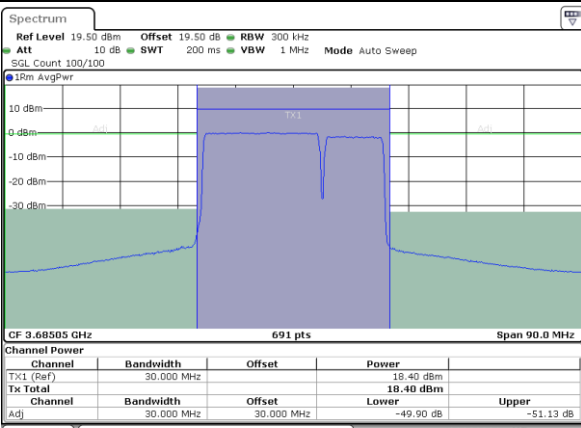 Spectrum
Ref Level 19.50 dBm Offset 19.50 dB RBW 300 kHz
Att 10 dB SWT 200 ms VBW 1 MHz Mode Auto Sweep
SGL Count 100/100
1Rm AvgPwr
10 dBm
TX1
0 dBm
Adj
Adj
-10 dBm
-20 dBm
-30 dBm
CF 3.68505 GHz 691 pts Span 90.0 MHz
Channel Power
Channel Bandwidth Offset Power
TX1 (Ref) 30.000 MHz 18.40 dBm
Tx Total 18.40 dBm
Channel Bandwidth Offset Lower Upper
Adj 30.000 MHz 30.000 MHz -49.90 dB -51.13 dB